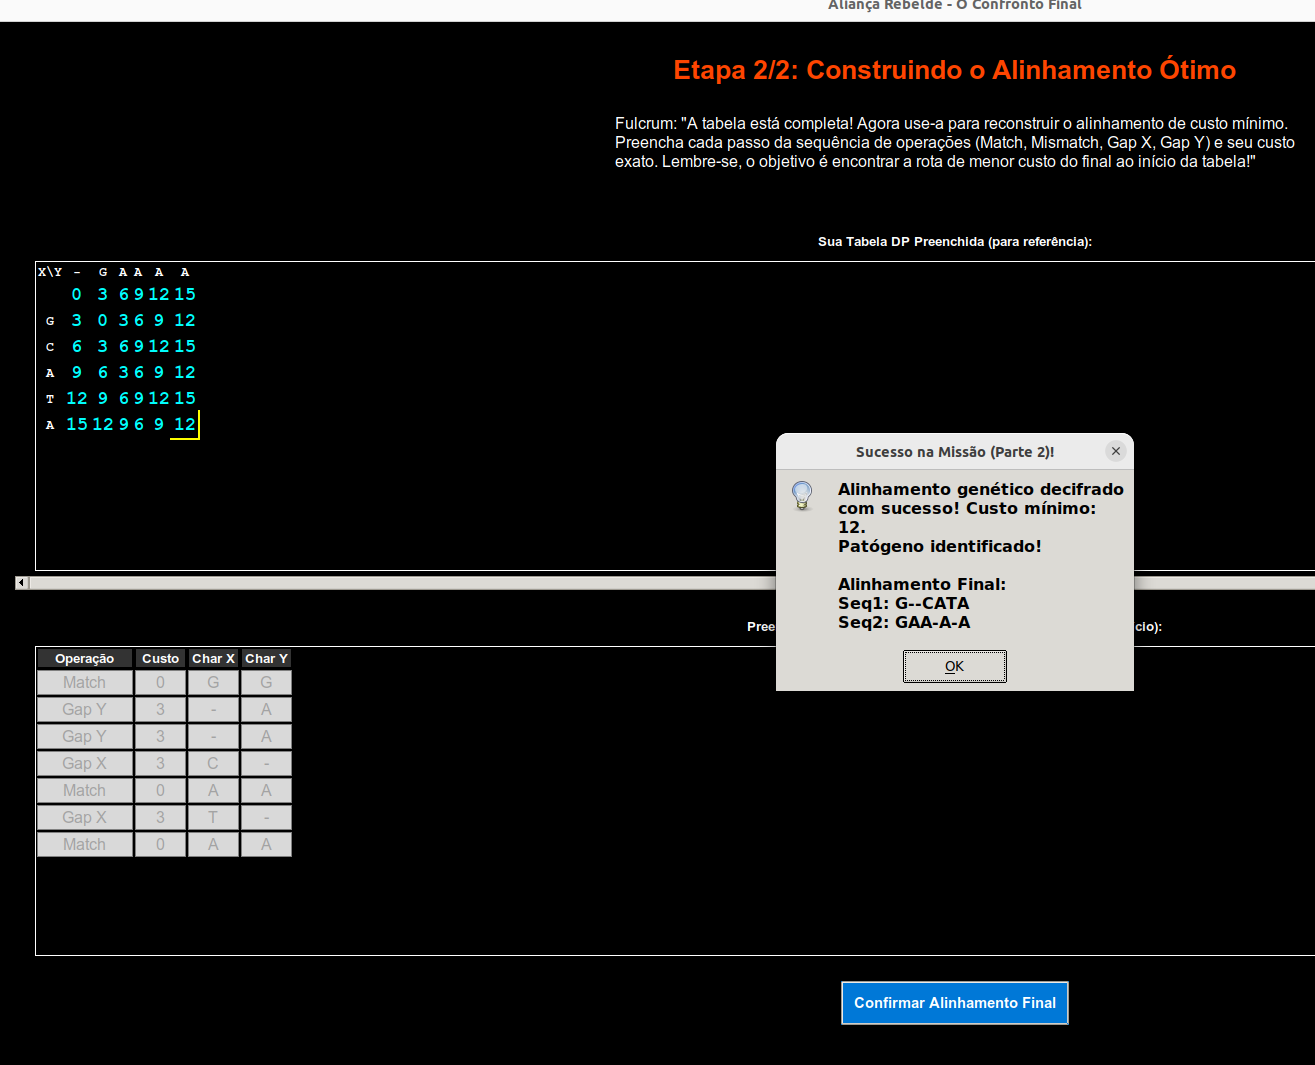 Aliança Rebelde - O Confronto Final
Etapa 2/2: Construindo o Alinhamento Ótimo
Fulcrum: "A tabela está completa! Agora use-a para reconstruir o alinhamento de custo mínimo.
Preencha cada passo da sequência de operações (Match, Mismatch, Gap X, Gap Y) e seu custo
exato. Lembre-se, o objetivo é encontrar a rota de menor custo do final ao início da tabela!"
Sua Tabela DP Preenchida (para referência):
X\Y - G A A A A
0 3 6 9 12 15
G 3 0 3 6 9 12
C 6 3 6 9 12 15
A 9 6 3 6 9 12
T 12 9 6 9 12 15
A 15 12 9 6 9 12
Sucesso na Missão (Parte 2)!
Alinhamento genético decifrado
com sucesso! Custo mínimo:
12.
Patógeno identificado!
Alinhamento Final:
Seq1: G--CATA
Seq2: GAA-A-A
OK
Operação Custo Char X Char Y
Match 0 G G
Gap Y 3 - A
Gap Y 3 - A
Gap X 3 C -
Match 0 A A
Gap X 3 T -
Match 0 A A
Confirmar Alinhamento Final